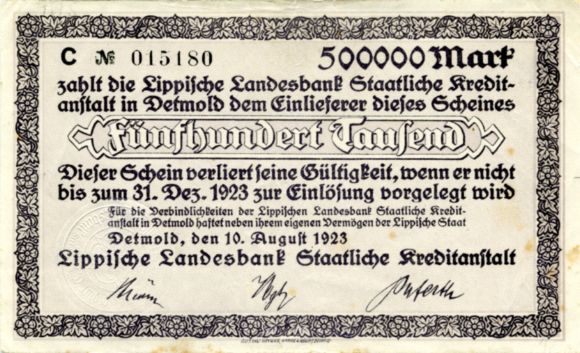 C № 015180 500000 Mark
zahlt die Lippische Landesbank Staatliche Kredit-
anstalt in Detmold dem Einlieferer dieses Scheines
Fünfhundert Tausend
Dieser Schein verliert seine Gültigkeit, wenn er nicht
bis zum 31. Dez. 1923 zur Einlösung vorgelegt wird
Für die Verbindlichkeiten der Lippischen Landesbank Staatliche Kredit-
anstalt in Detmold haftet neben ihrem eigenen Vermögen der Lippische Staat
Detmold, den 10. August 1923
Lippische Landesbank Staatliche Kreditanstalt